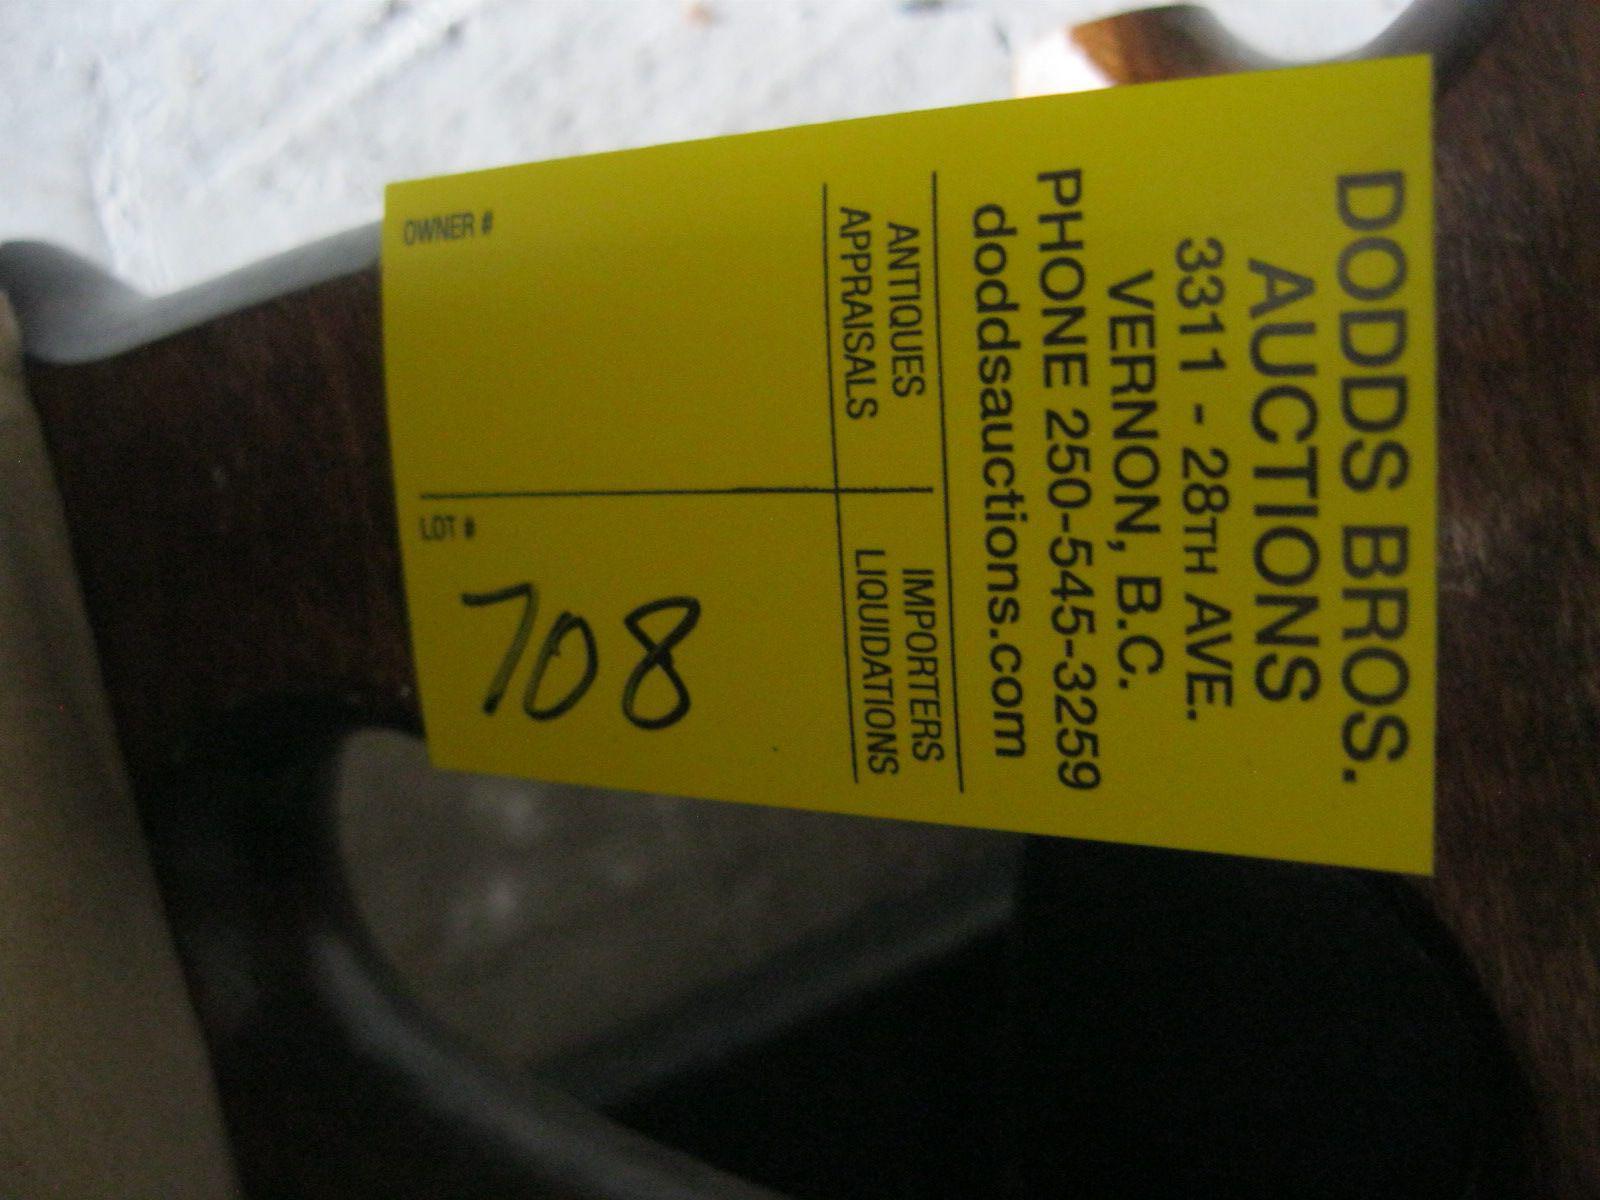 DODDS BROS.
AUCTIONS
3311 - 28TH AVE.
VERNON, B.C.
PHONE 250-545-3259
doddsauctions.com
ANTIQUES
APPRAISALS
IMPORTERS
LIQUIDATIONS
OWNER #
LOT #
708